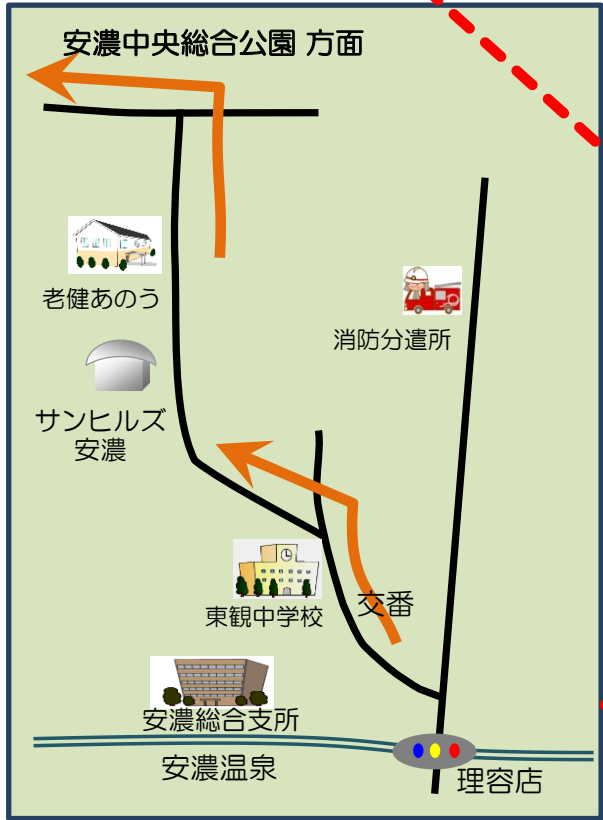 安濃中央総合公園 方面
老健あのう
消防分遣所
サンヒルズ
安濃
交番
東観中学校
安濃総合支所
安濃温泉
理容店